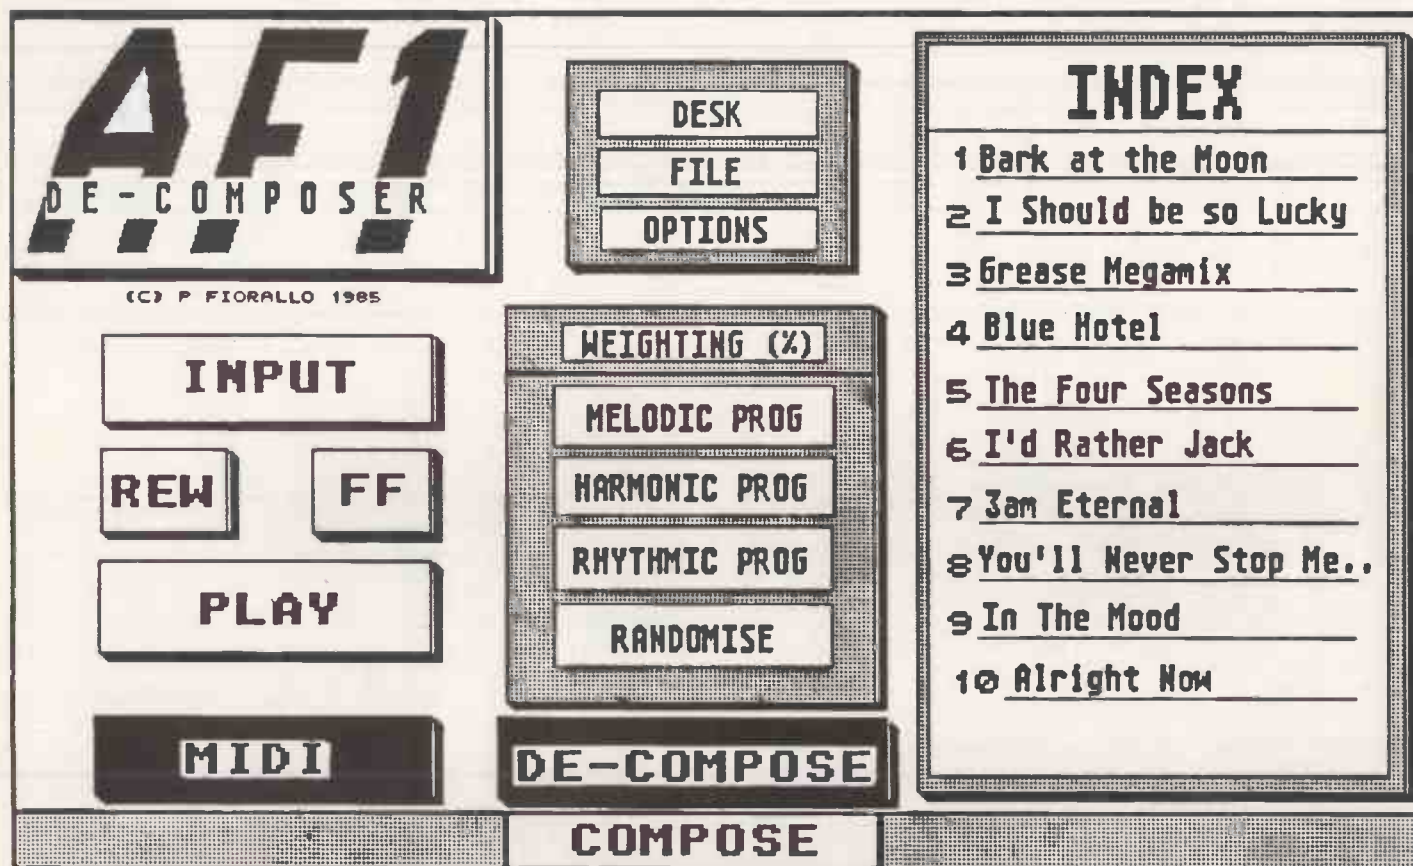 AF1
DE-COMPOSER
(C) P FIORALLO 1985
INPUT
REW FF
PLAY
MIDI
DESK
FILE
OPTIONS
WEIGHTING (%)
MELODIC PROG
HARMONIC PROG
RHYTHMIC PROG
RANDOMISE
DE-COMPOSE
COMPOSE
INDEX
1 Bark at the Moon
2 I Should be so Lucky
3 Grease Megamix
4 Blue Hotel
5 The Four Seasons
6 I'd Rather Jack
7 3am Eternal
8 You'll Never Stop Me..
9 In The Mood
10 Alright Now